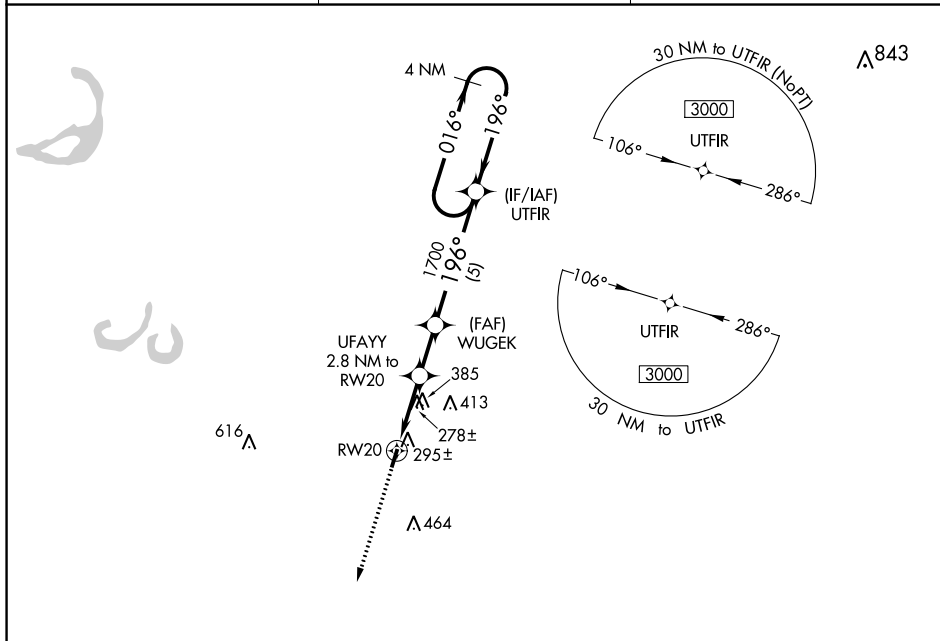 30 NM to UTFIR (NoPT)
843
4 NM
3000
UTFIR
106°
286°
016°
196°
(IF/IAF)
UTFIR
1700
196°
(5)
106°
286°
UTFIR
3000
30 NM to UTFIR
(FAF)
WUGEK
UFAYY
2.8 NM to
RW20
385
413
278±
295±
RW20
616
464